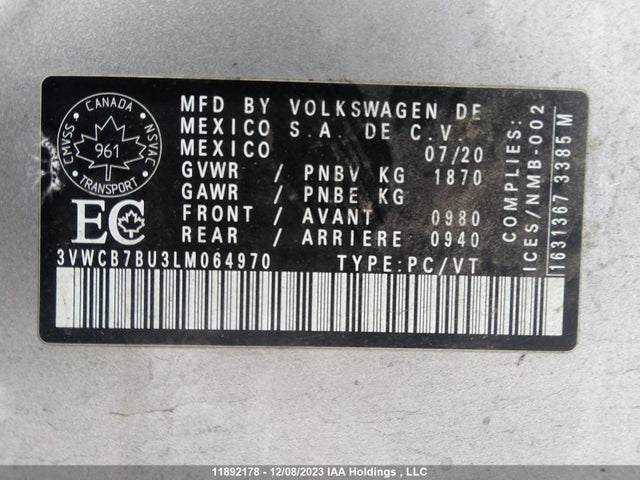 CANADA
CMVSS NSVAC
961
TRANSPORT
EC
MFD BY VOLKSWAGEN DE
MEXICO S.A. DE C.V.
MEXICO 07/20
GVWR / PNBV KG 1870
GAWR / PNBE KG
FRONT / AVANT 0980
REAR / ARRIERE 0940
3VWCB7BU3LM064970 TYPE:PC/VT
COMPLIES:
ICES/NMB-002
1631367 3385 M
11892178 - 12/08/2023 IAA Holdings , LLC